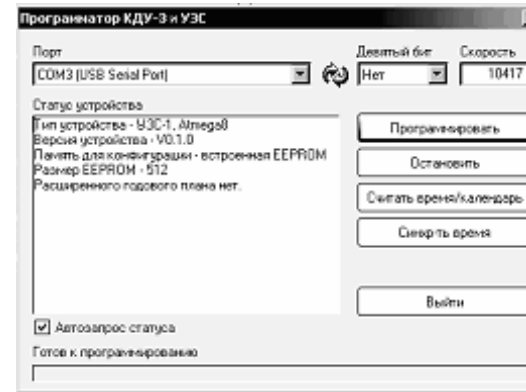 Программатор КДУ-3 и УЗС
Порт
Девятый бит
Скорость
COM3 (USB Serial Port)
Нет
10417
Статус устройства
Тип устройства - УЗС-1, Atmega8
Версия устройства - V0.1.0
Память для конфигурации - встроенная EEPROM
Размер EEPROM - 512
Расширенного годового плана нет.
Программировать
Остановить
Считать время/календарь
Синхр-ть время
Выйти
Автозапрос статуса
Готов к программированию